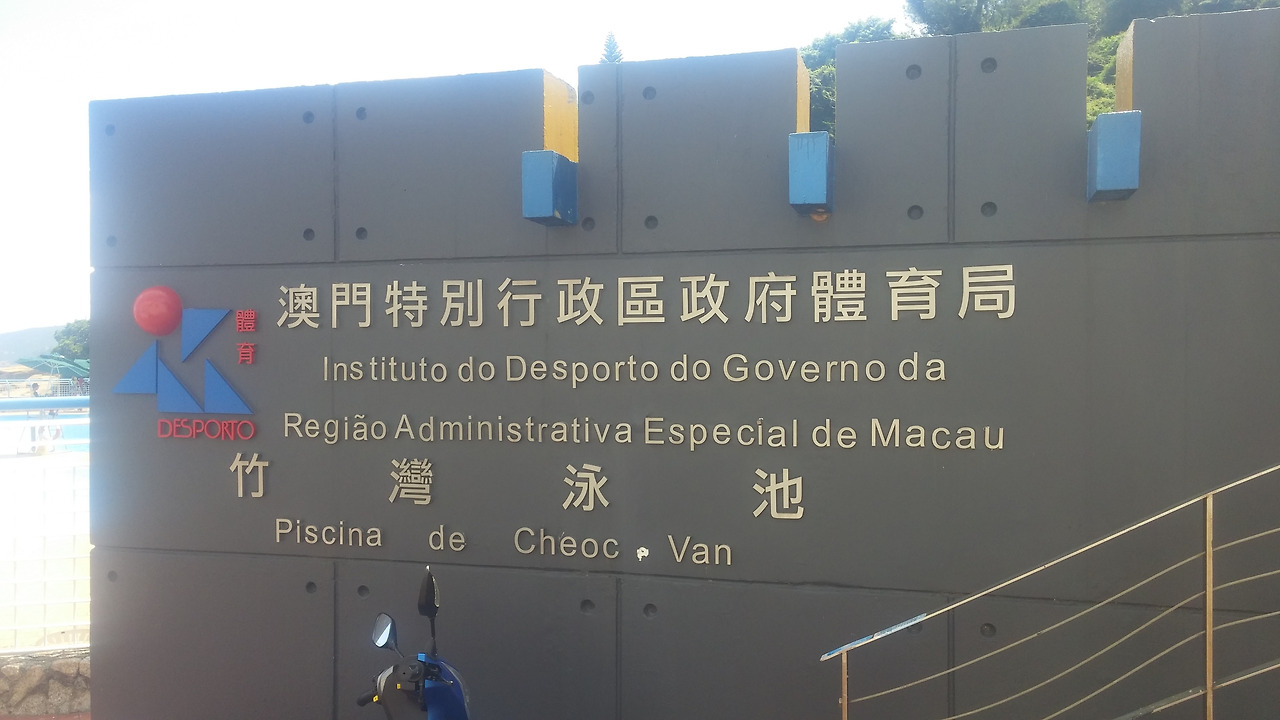 澳門特別行政區政府體育局
Instituto do Desporto do Governo da
Região Administrativa Especial de Macau
竹灣泳池
Piscina de Cheoc Van
體育
DESPORTO